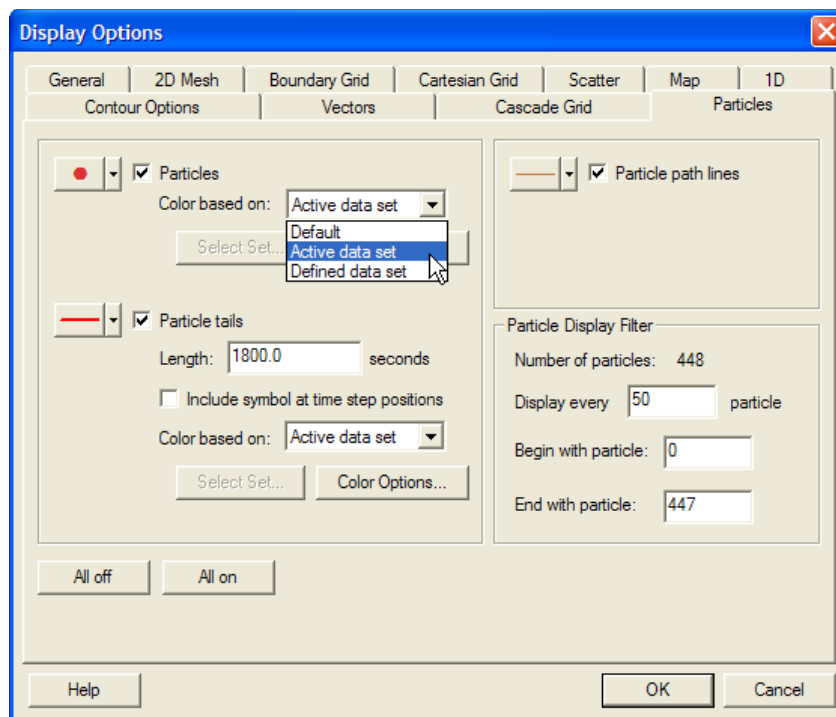 Display Options
General 2D Mesh Boundary Grid Cartesian Grid Scatter Map 1D
Contour Options Vectors Cascade Grid Particles
Particles
Color based on: Active data set
Default
Active data set
Defined data set
Select Set...
Particle tails
Length: 1800.0 seconds
Include symbol at time step positions
Color based on: Active data set
Select Set... Color Options...
Particle path lines
Particle Display Filter
Number of particles: 448
Display every 50 particle
Begin with particle: 0
End with particle: 447
All off All on
Help OK Cancel